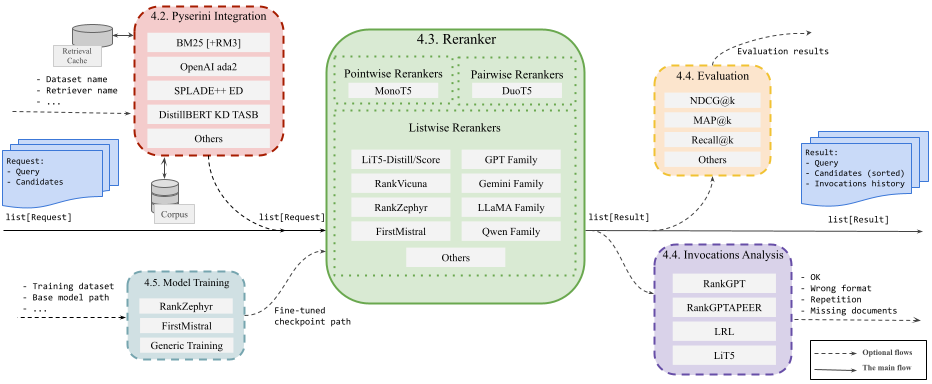 4.2. Pyserini Integration
BM25 [+RM3]
OpenAI ada2
SPLADE++ ED
DistillBERT KD TASB
Others
Retrieval
Cache
- Dataset name
- Retriever name
- ...
Request:
- Query
- Candidates
list[Request]
Corpus
list[Request]
- Training dataset
- Base model path
- ...
4.5. Model Training
RankZephyr
FirstMistral
Generic Training
Fine-tuned
checkpoint path
4.3. Reranker
Pointwise Rerankers
MonoT5
Pairwise Rerankers
DuoT5
Listwise Rerankers
LiT5-Distill/Score
GPT Family
RankVicuna
Gemini Family
RankZephyr
LLaMA Family
FirstMistral
Qwen Family
Others
list[Result]
Evaluation results
4.4. Evaluation
NDCG@k
MAP@k
Recall@k
Others
Result:
- Query
- Candidates (sorted)
- Invocations history
list[Result]
4.4. Invocations Analysis
RankGPT
RankGPTAPEER
LRL
LiT5
- OK
- Wrong format
- Repetition
- Missing documents
Optional flows
The main flow